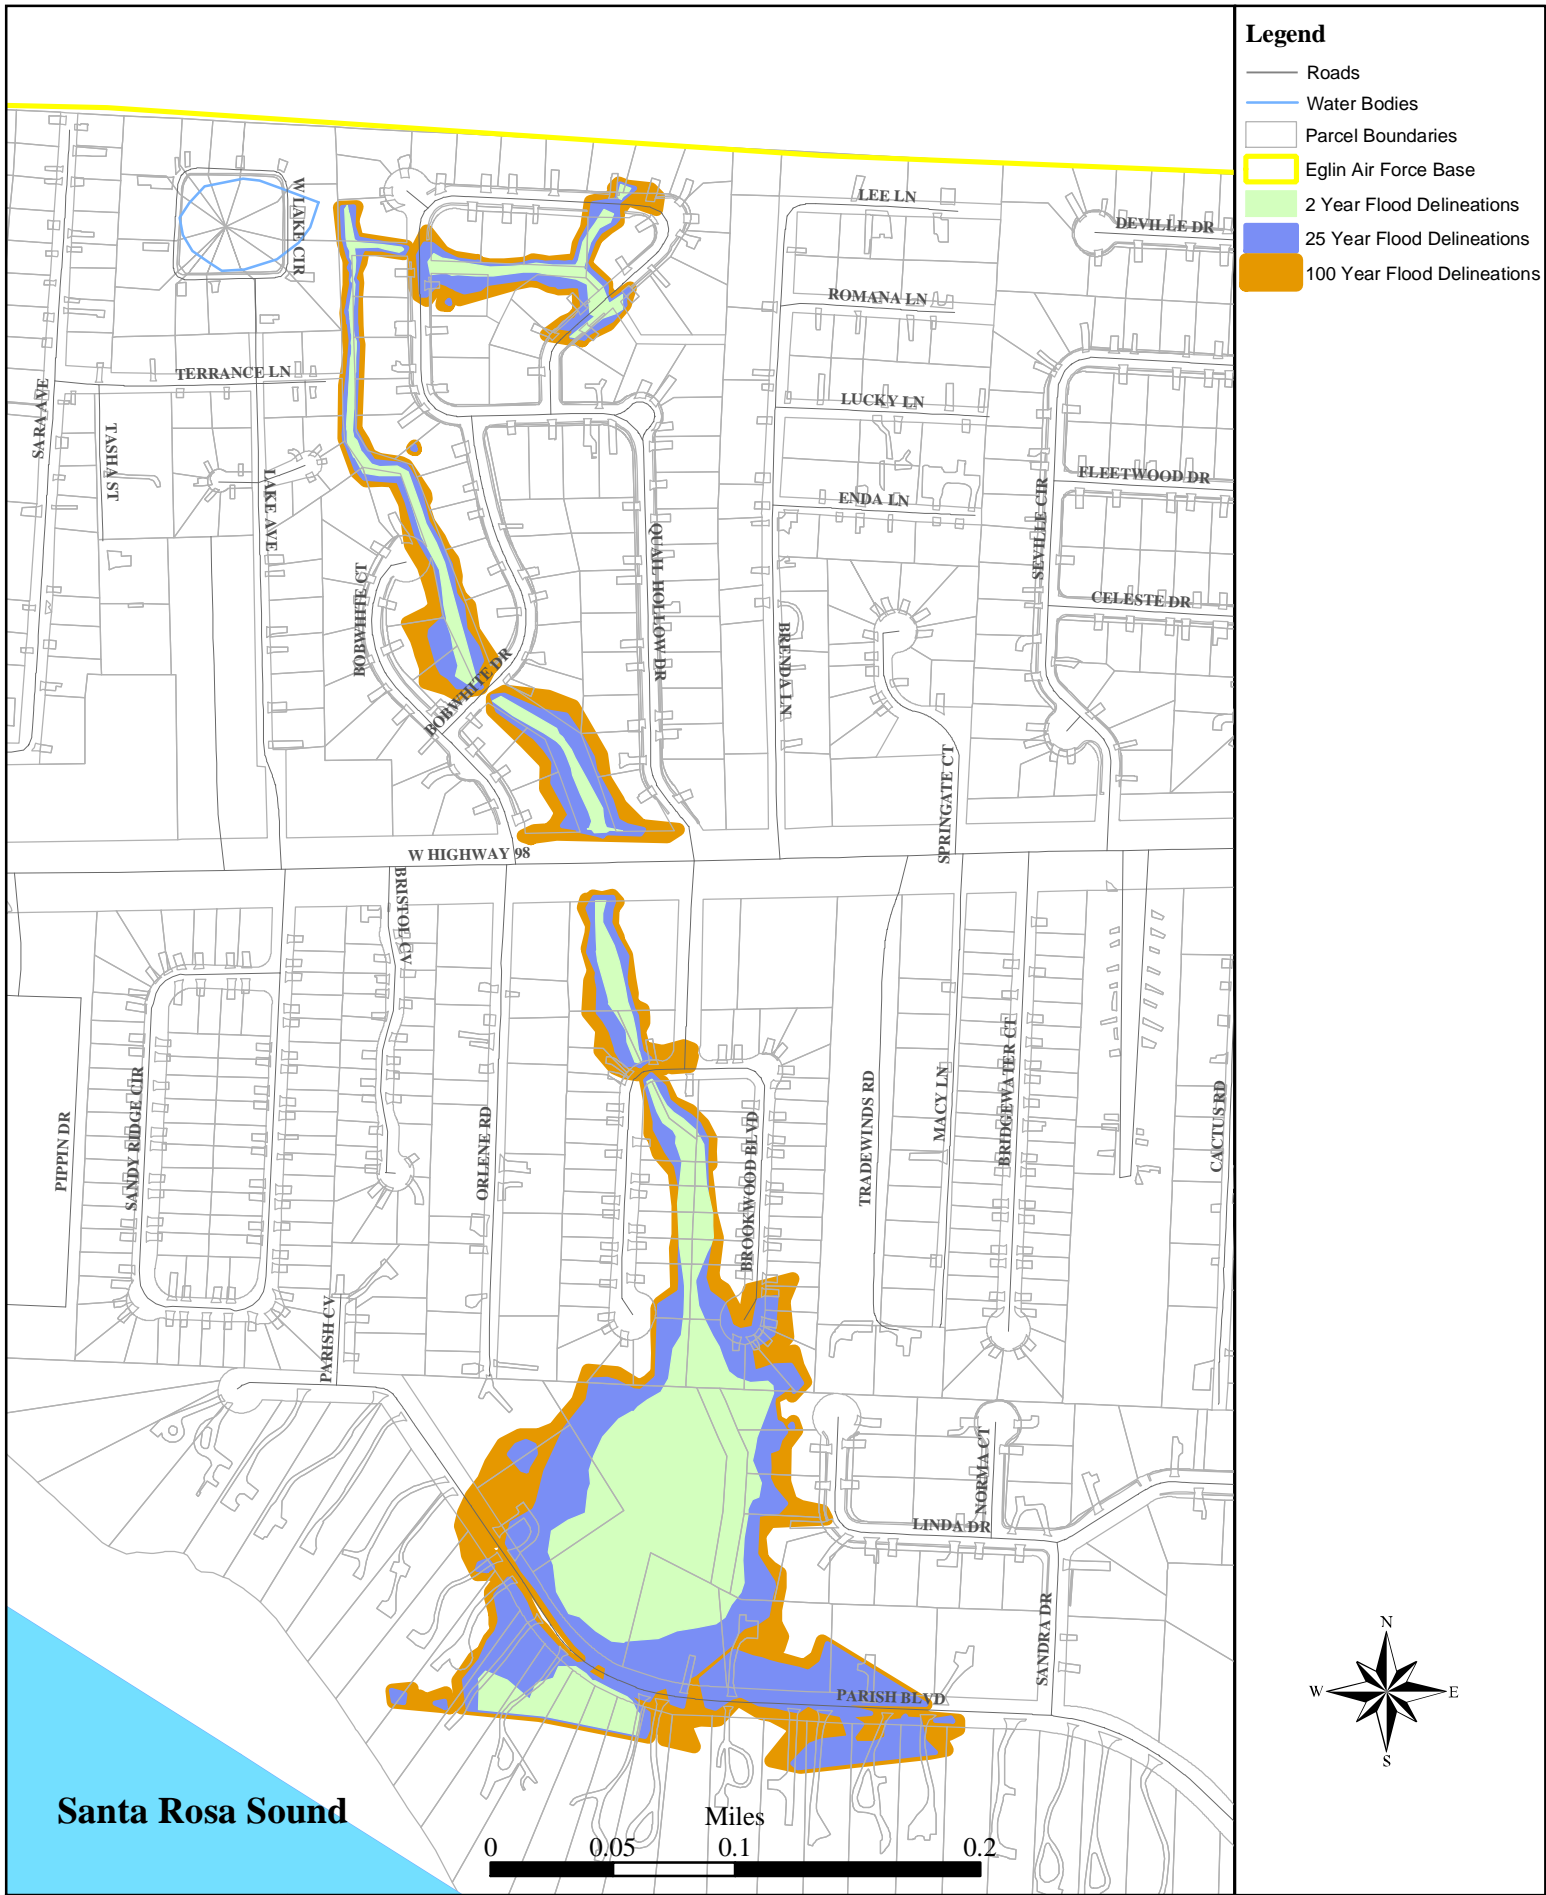 Legend
Roads
Water Bodies
Parcel Boundaries
Eglin Air Force Base
2 Year Flood Delineations
25 Year Flood Delineations
100 Year Flood Delineations
W LAKE CIR
LEE LN
DEVILLE DR
ROMANA LN
TERRANCE LN
SARA AVE
TASHA ST
LUCKY LN
LAKE AVE
FLEETWOOD DR
ENDA LN
SEVILLE CIR
QUAIL HOLLOW DR
BOBWHITE CT
CELESTE DR
BRENDA LN
BOBWHITE DR
SPRINGATE CT
W HIGHWAY 98
BRISTOL CV
PIPPIN DR
SANDY RIDGE CIR
ORLENE RD
BROOKWOOD BLVD
TRADEWINDS RD
MACY LN
BRIDGEWATER CT
CACTUS RD
PARISH CV
NORMA CT
LINDA DR
SANDRA DR
PARISH BLVD
N
W
E
S
Santa Rosa Sound
Miles
0
0.05
0.1
0.2